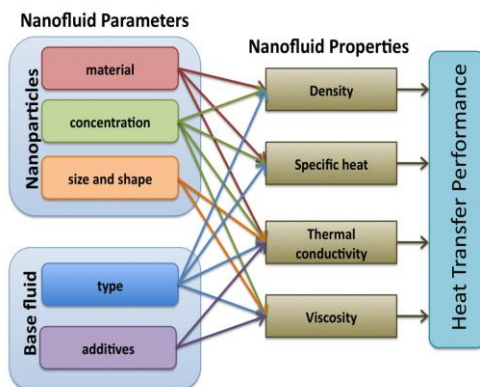 Nanofluid Parameters
Nanoparticles
material
concentration
size and shape
Base fluid
type
additives
Nanofluid Properties
Density
Specific heat
Thermal
conductivity
Viscosity
Heat Transfer Performance